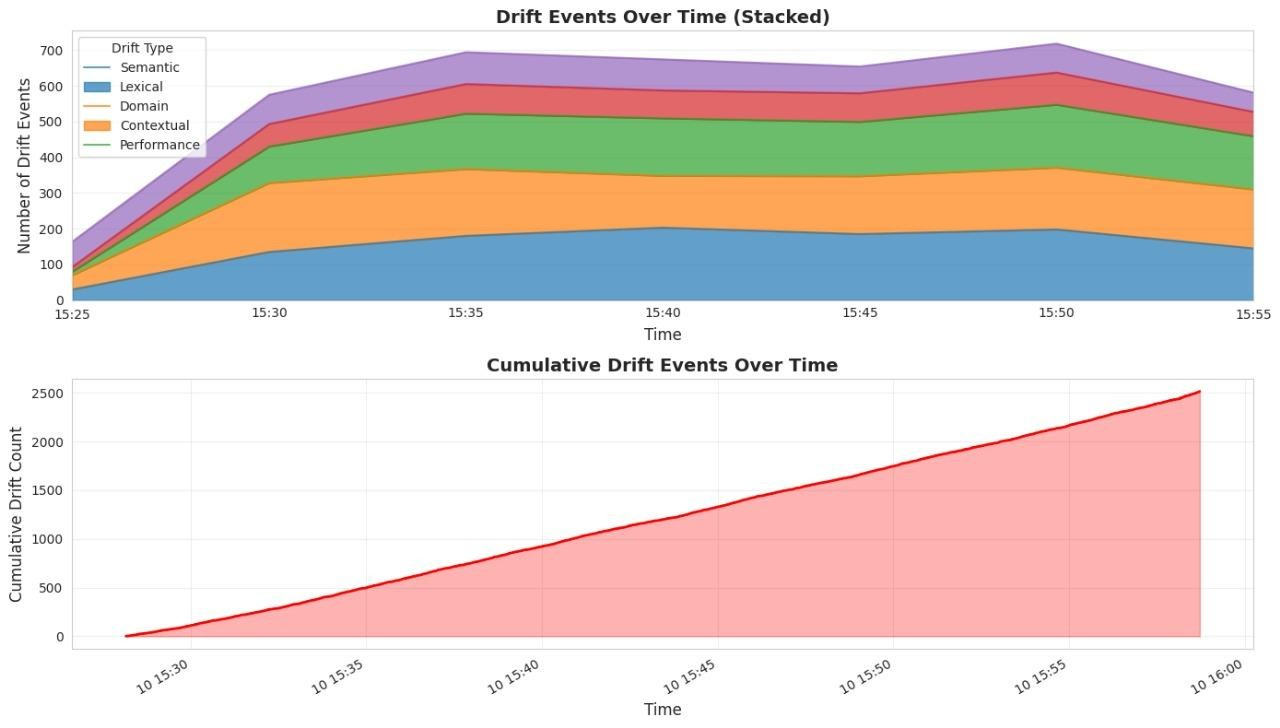 Drift Events Over Time (Stacked)
Number of Drift Events
700
600
500
400
300
200
100
0
Drift Type
Semantic
Lexical
Domain
Contextual
Performance
15:25 15:30 15:35 15:40 15:45 15:50 15:55
Time
Cumulative Drift Events Over Time
Cumulative Drift Count
2500
2000
1500
1000
500
0
10 15:30 10 15:35 10 15:40 10 15:45 10 15:50 10 15:55 10 16:00
Time